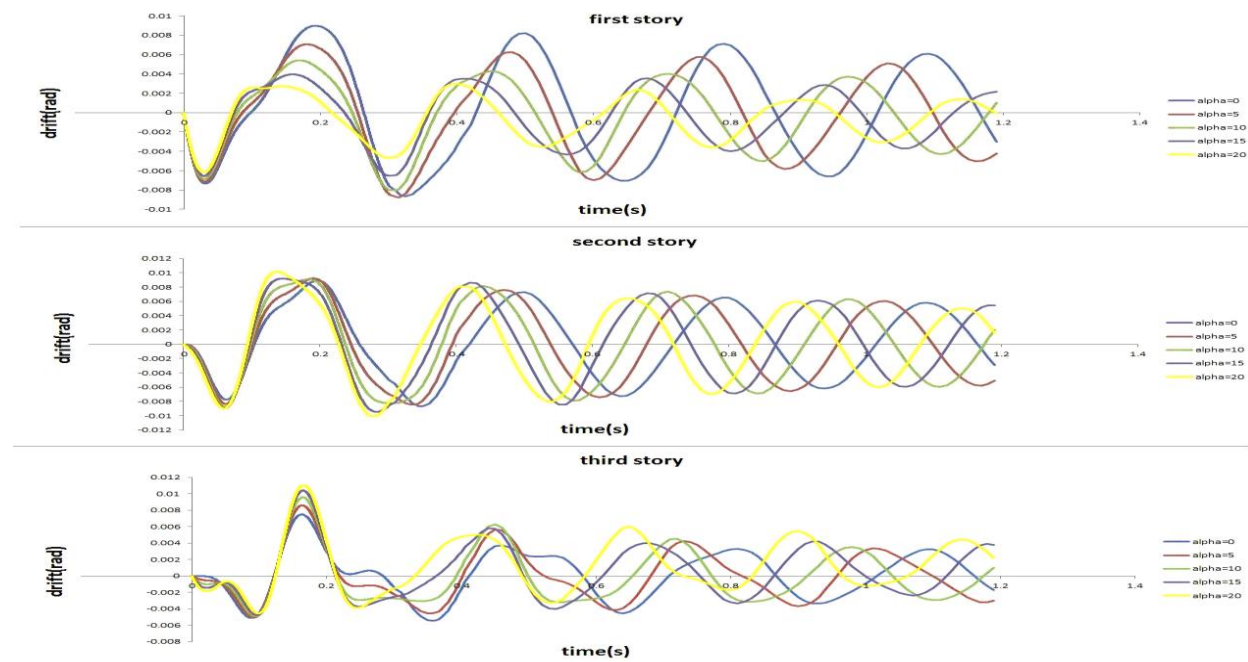 first story
0.01
0.008
0.006
0.004
0.002
0
-0.002
-0.004
-0.006
-0.008
-0.01
drift(rad)
0 0.2 0.4 0.6 0.8 1 1.2 1.4
time(s)
alpha=0
alpha=5
alpha=10
alpha=15
alpha=20
second story
0.012
0.01
0.008
0.006
0.004
0.002
0
-0.002
-0.004
-0.006
-0.008
-0.01
-0.012
drift(rad)
0 0.2 0.4 0.6 0.8 1 1.2 1.4
time(s)
alpha=0
alpha=5
alpha=10
alpha=15
alpha=20
third story
0.012
0.01
0.008
0.006
0.004
0.002
0
-0.002
-0.004
-0.006
-0.008
drift(rad)
0 0.2 0.4 0.6 0.8 1 1.2 1.4
time(s)
alpha=0
alpha=5
alpha=10
alpha=15
alpha=20